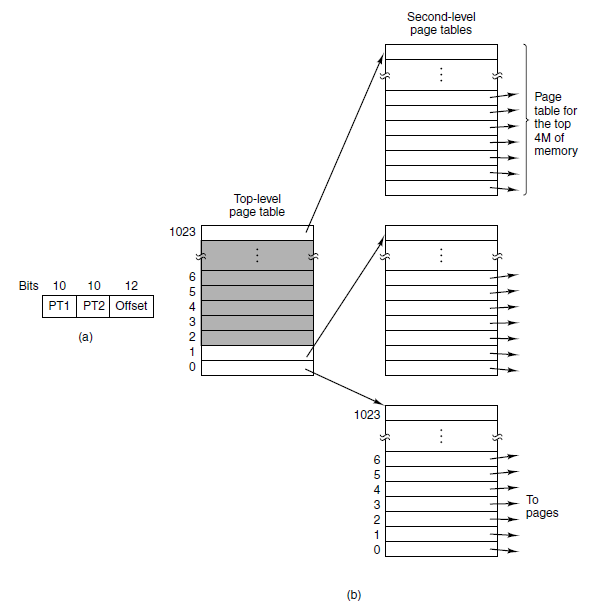 Second-level
page tables
Page
table for
the top
4M of
memory
Top-level
page table
1023
6
5
4
3
2
1
0
Bits 10 10 12
PT1 PT2 Offset
(a)
1023
6
5
4
3
2
1
0
To
pages
(b)